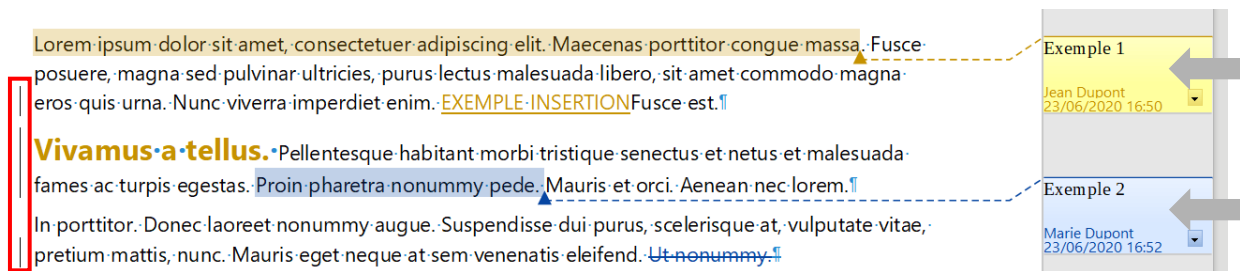 Lorem ipsum dolor sit amet, consectetuer adipiscing elit. Maecenas porttitor congue massa. Fusce
posuere, magna sed pulvinar ultricies, purus lectus malesuada libero, sit amet commodo magna
eros quis urna. Nunc viverra imperdiet enim. EXEMPLE INSERTIONFusce est.¶
Vivamus a tellus. Pellentesque habitant morbi tristique senectus et netus et malesuada
fames ac turpis egestas. Proin pharetra nonummy pede. Mauris et orci. Aenean nec lorem.¶
In porttitor. Donec laoreet nonummy augue. Suspendisse dui purus, scelerisque at, vulputate vitae,
pretium mattis, nunc. Mauris eget neque at sem venenatis eleifend. Ut nonummy.¶
Exemple 1
Jean Dupont
23/06/2020 16:50
Exemple 2
Marie Dupont
23/06/2020 16:52